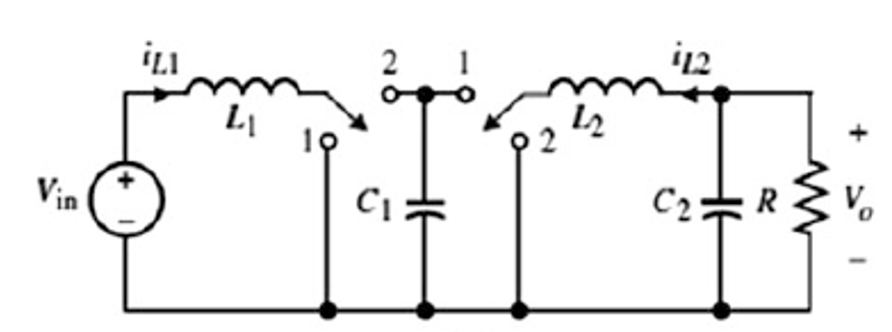 iL1
2 1
iL2
L1
L2
1
2
Vin
+
−
C1
C2
R
+
Vo
−